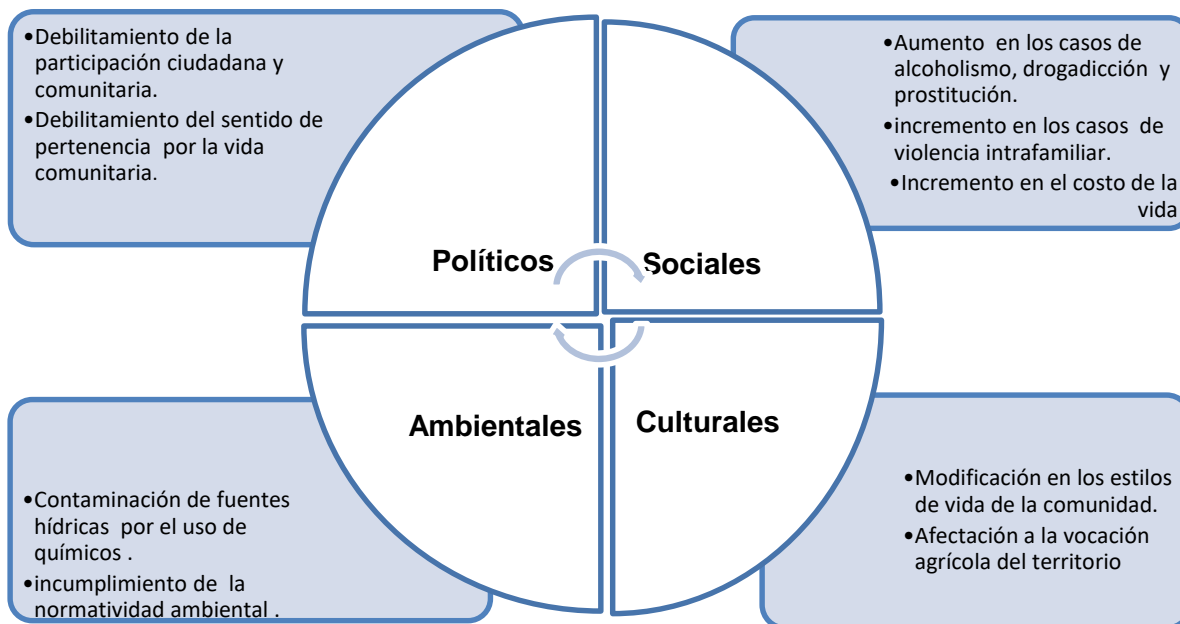 •Debilitamiento de la
participación ciudadana y
comunitaria.
•Debilitamiento del sentido de
pertenencia por la vida
comunitaria.
•Aumento en los casos de
alcoholismo, drogadicción y
prostitución.
•incremento en los casos de
violencia intrafamiliar.
•Incremento en el costo de la
vida
Políticos
Sociales
Ambientales
Culturales
•Contaminación de fuentes
hídricas por el uso de
químicos .
•incumplimiento de la
normatividad ambiental .
•Modificación en los estilos
de vida de la comunidad.
•Afectación a la vocación
agrícola del territorio